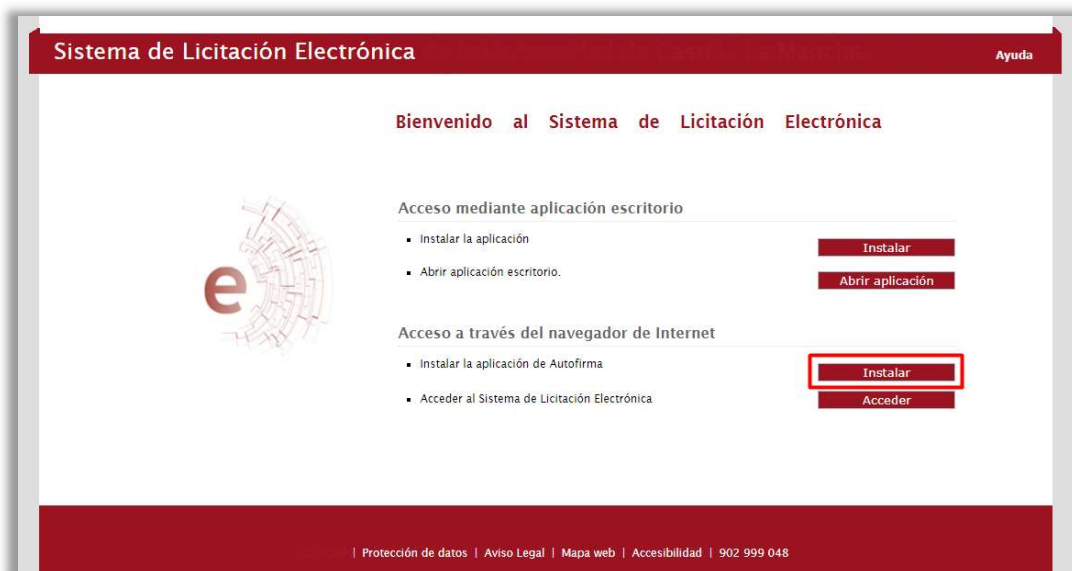 Sistema de Licitación Electrónica
Ayuda
Bienvenido al Sistema de Licitación Electrónica
Acceso mediante aplicación escritorio
Instalar la aplicación
Instalar
Abrir aplicación escritorio.
Abrir aplicación
e
Acceso a través del navegador de Internet
Instalar la aplicación de Autofirma
Instalar
Acceder al Sistema de Licitación Electrónica
Acceder
| Protección de datos | Aviso Legal | Mapa web | Accesibilidad | 902 999 048